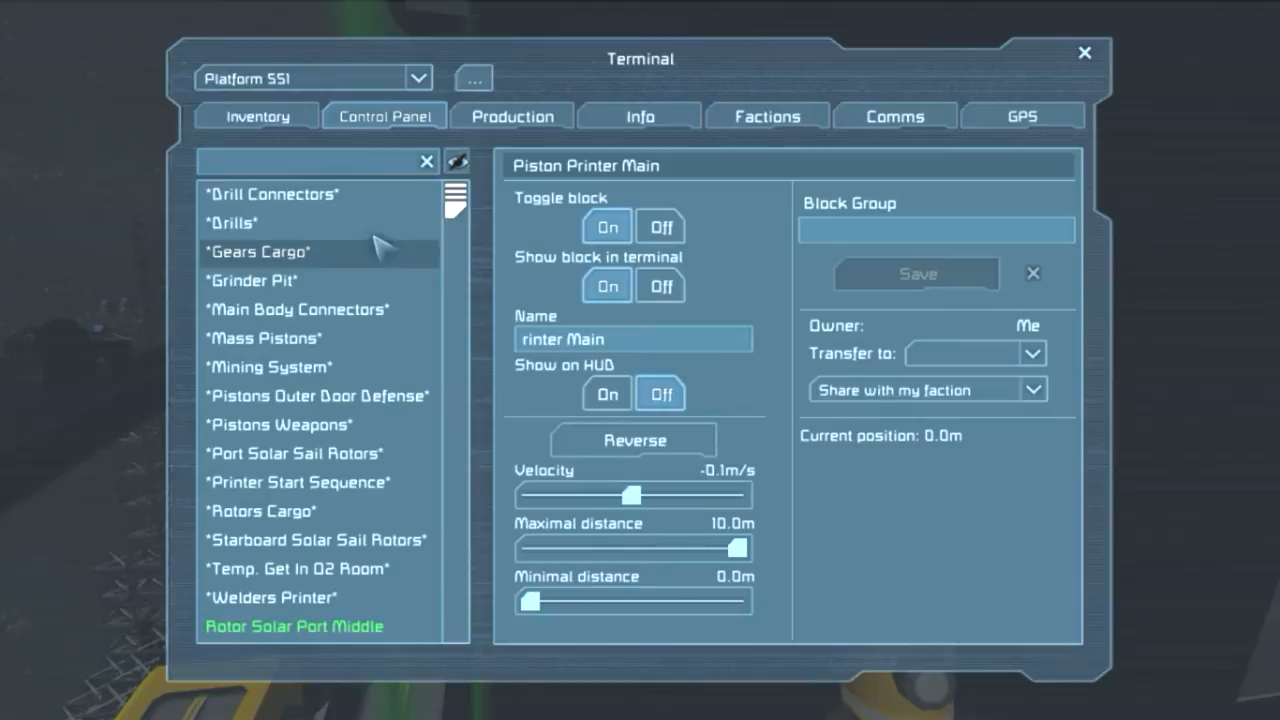 Terminal
Platform SS1
...
Inventory
Control Panel
Production
Info
Factions
Comms
GPS
*Drill Connectors*
*Drills*
*Gears Cargo*
*Grinder Pit*
*Main Body Connectors*
*Mass Pistons*
*Mining System*
*Pistons Outer Door Defense*
*Pistons Weapons*
*Port Solar Sail Rotors*
*Printer Start Sequence*
*Rotors Cargo*
*Starboard Solar Sail Rotors*
*Temp. Get In O2 Room*
*Welders Printer*
Rotor Solar Port Middle
Piston Printer Main
Toggle block
On Off
Show block in terminal
On Off
Name
rinter Main
Show on HUD
On Off
Reverse
Velocity -0.1m/s
Maximal distance 10.0m
Minimal distance 0.0m
Block Group
Save
Owner: Me
Transfer to:
Share with my faction
Current position: 0.0m